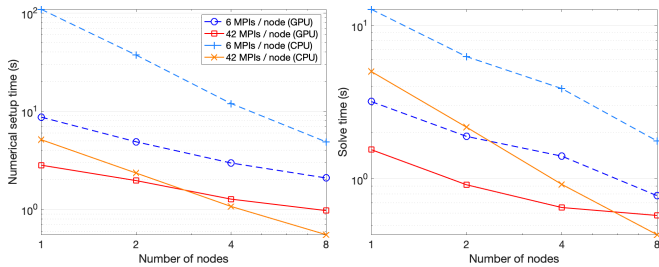 10²
10¹
10⁰
Numerical setup time (s)
6 MPIs / node (GPU)
42 MPIs / node (GPU)
6 MPIs / node (CPU)
42 MPIs / node (CPU)
1 2 4 8
Number of nodes
10¹
10⁰
Solve time (s)
1 2 4 8
Number of nodes